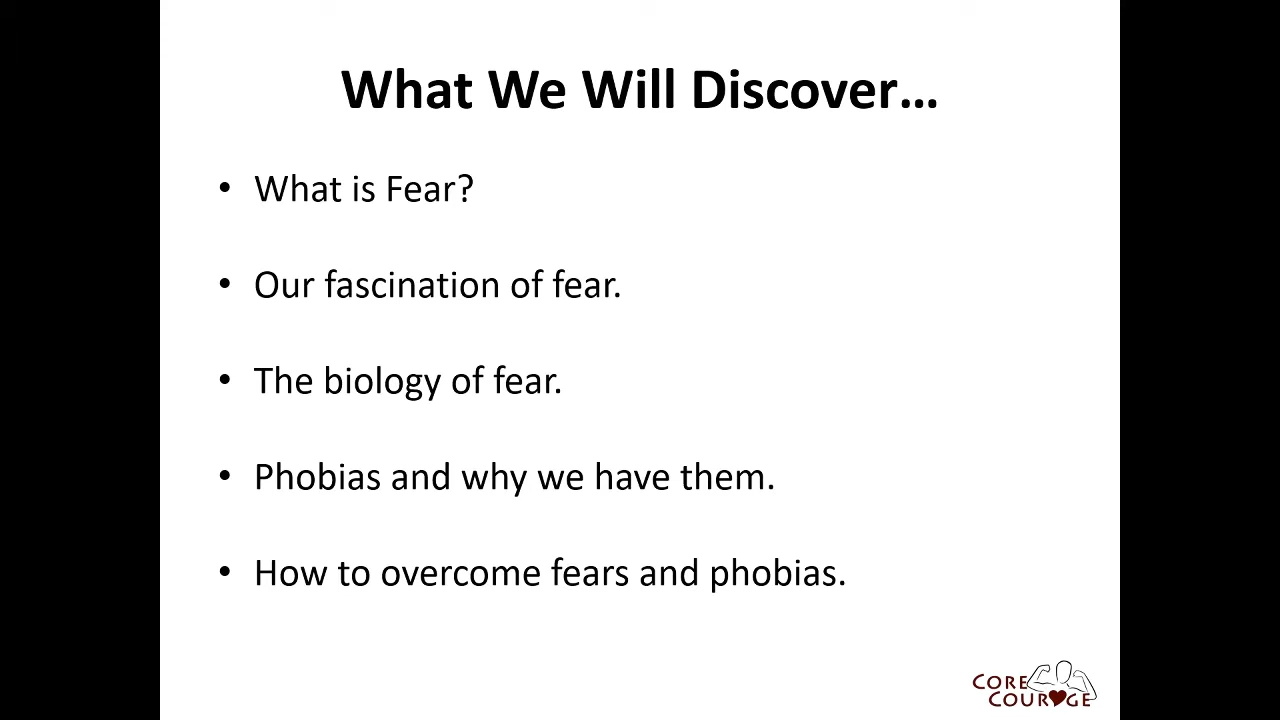 What We Will Discover...
• What is Fear?
• Our fascination of fear.
• The biology of fear.
• Phobias and why we have them.
• How to overcome fears and phobias.
CORE
COURAGE